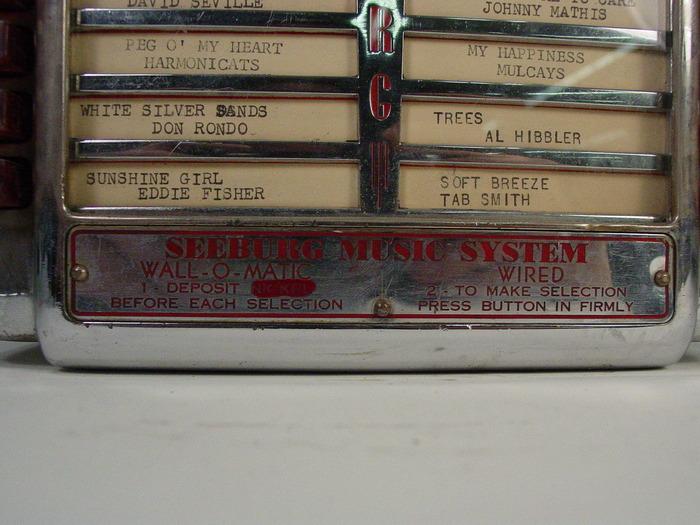 DAVID SEVILLE
TO CARE
JOHNNY MATHIS
R
PEG O' MY HEART
HARMONICATS
MY HAPPINESS
MULCAYS
G
WHITE SILVER SANDS
DON RONDO
TREES
AL HIBBLER
SUNSHINE GIRL
EDDIE FISHER
SOFT BREEZE
TAB SMITH
SEEBURG MUSIC SYSTEM
WALL-O-MATIC
WIRED
1 - DEPOSIT NICKEL
BEFORE EACH SELECTION
2 - TO MAKE SELECTION
PRESS BUTTON IN FIRMLY